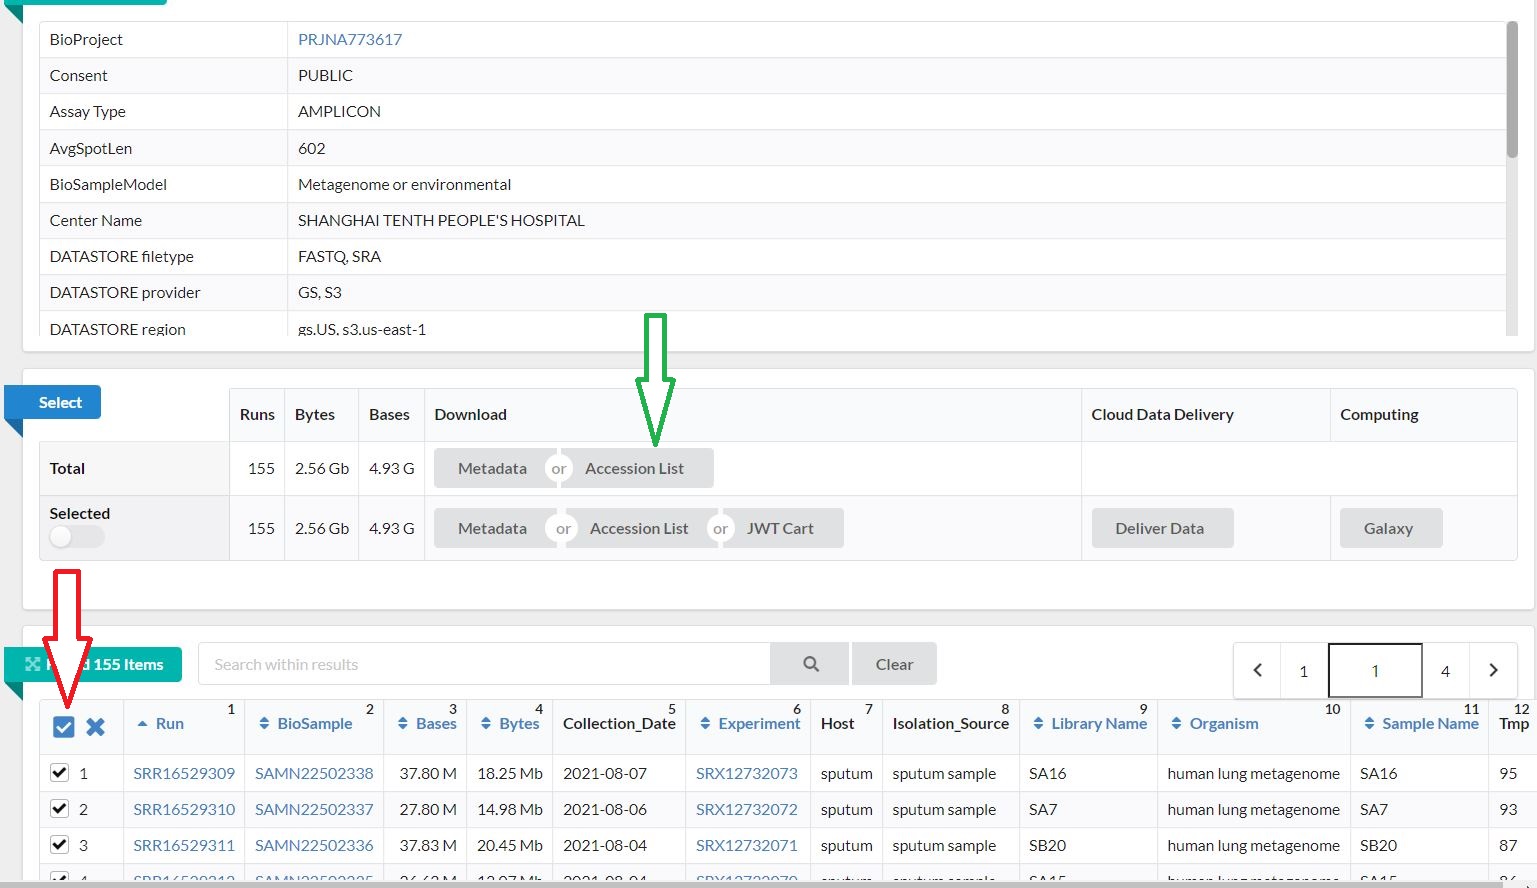 BioProject PRJNA773617
Consent PUBLIC
Assay Type AMPLICON
AvgSpotLen 602
BioSampleModel Metagenome or environmental
Center Name SHANGHAI TENTH PEOPLE'S HOSPITAL
DATASTORE filetype FASTQ, SRA
DATASTORE provider GS, S3
DATASTORE region gs.US, s3.us-east-1
Select
Runs Bytes Bases Download Cloud Data Delivery Computing
Total 155 2.56 Gb 4.93 G Metadata or Accession List
Selected 155 2.56 Gb 4.93 G Metadata or Accession List or JWT Cart Deliver Data Galaxy
155 Items Search within results Clear 1 1 4
1 2 3 4 5 6 7 8 9 10 11 12
Run BioSample Bases Bytes Collection_Date Experiment Host Isolation_Source Library Name Organism Sample Name Tmp
1 SRR16529309 SAMN22502338 37.80 M 18.25 Mb 2021-08-07 SRX12732073 sputum sputum sample SA16 human lung metagenome SA16 95
2 SRR16529310 SAMN22502337 27.80 M 14.98 Mb 2021-08-06 SRX12732072 sputum sputum sample SA7 human lung metagenome SA7 93
3 SRR16529311 SAMN22502336 37.83 M 20.45 Mb 2021-08-04 SRX12732071 sputum sputum sample SB20 human lung metagenome SB20 87